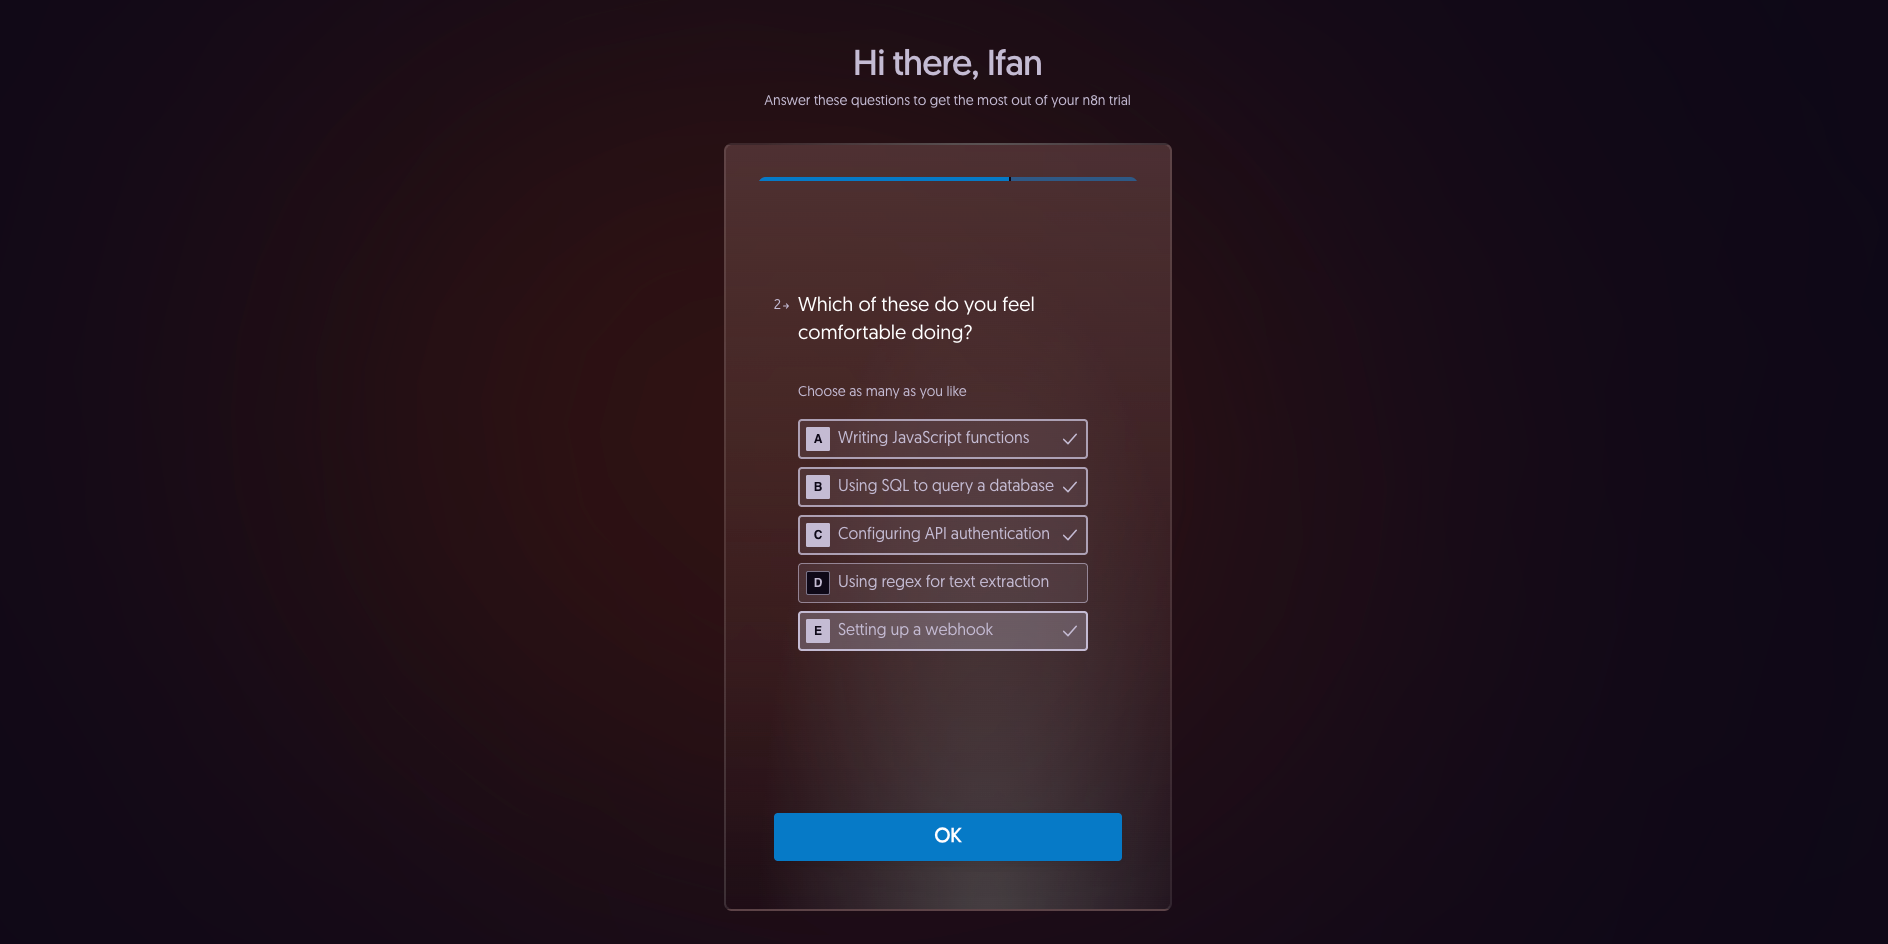 Hi there, Ifan
Answer these questions to get the most out of your n8n trial
2
Which of these do you feel
comfortable doing?
Choose as many as you like
A Writing JavaScript functions
B Using SQL to query a database
C Configuring API authentication
D Using regex for text extraction
E Setting up a webhook
OK